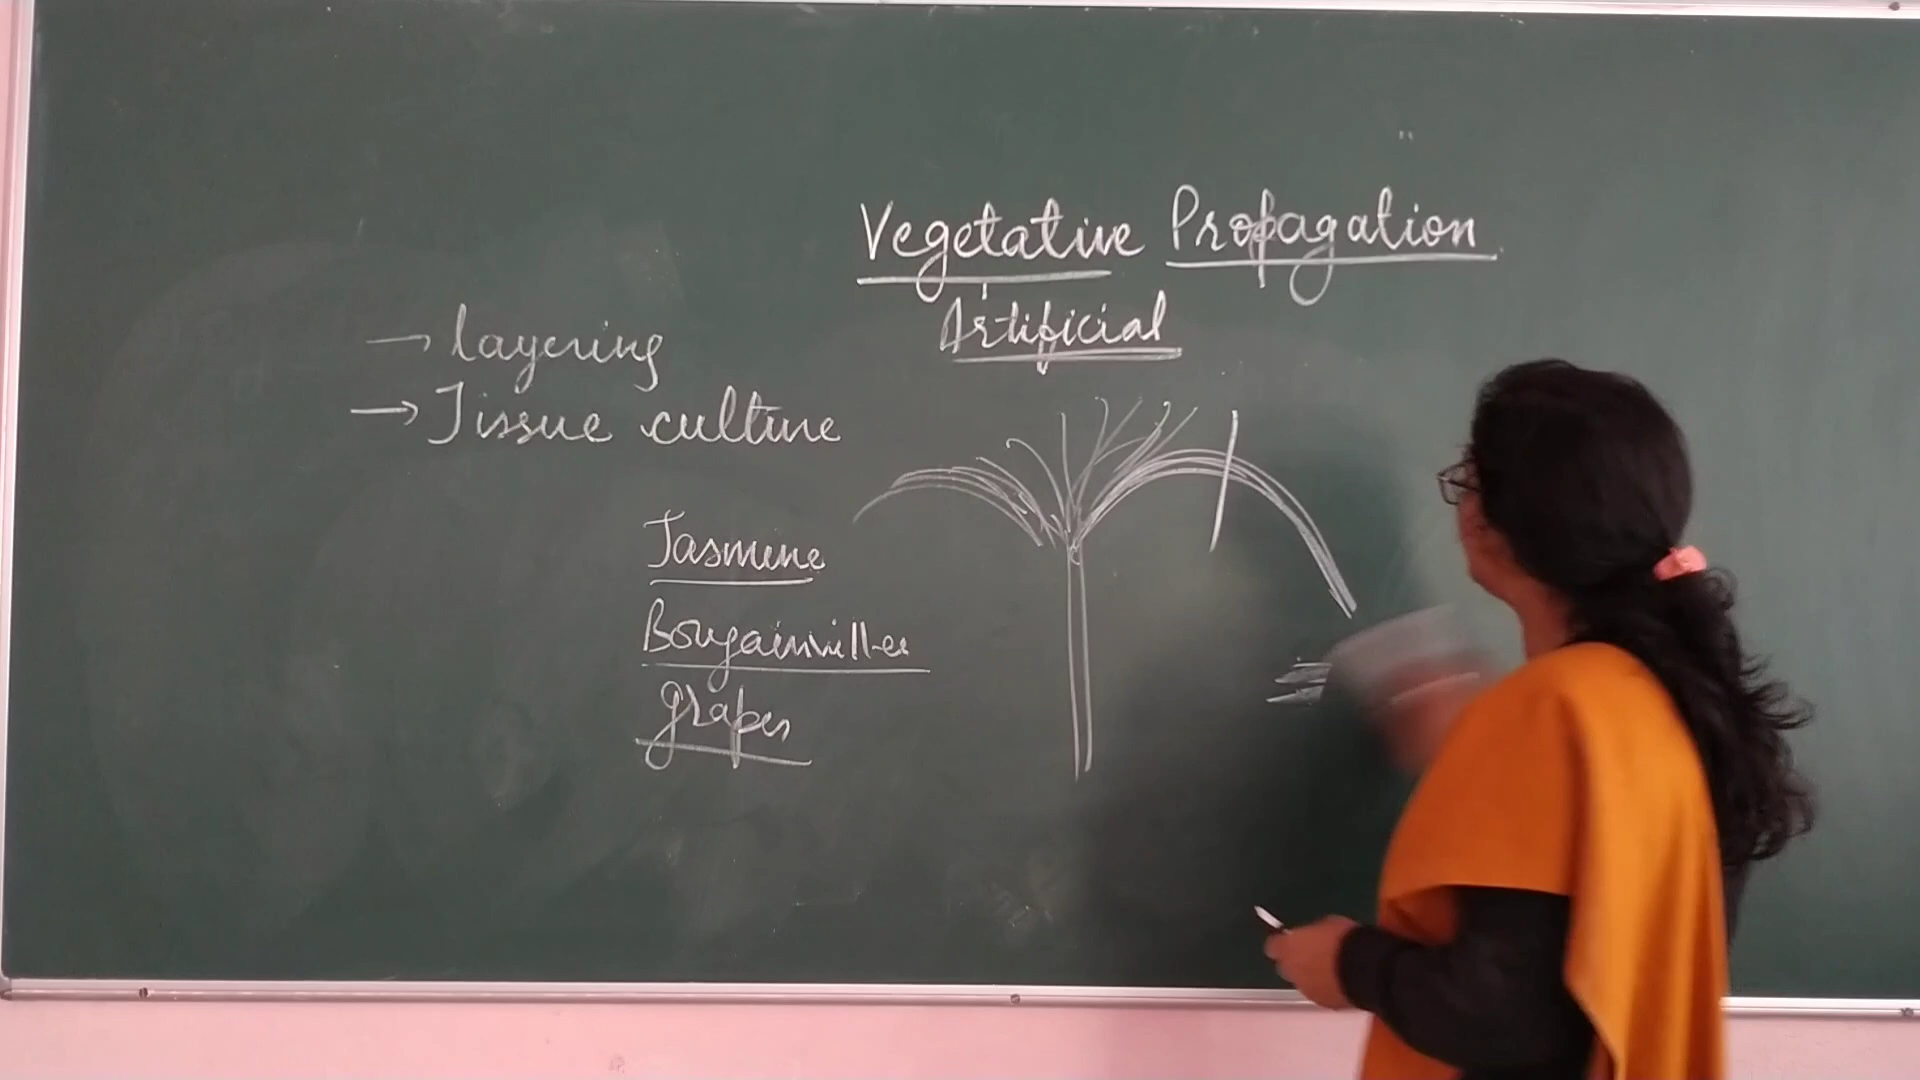 Vegetative Propagation
Artificial
→ layering
→ Tissue culture
Jasmine
Bougainvillea
grapes